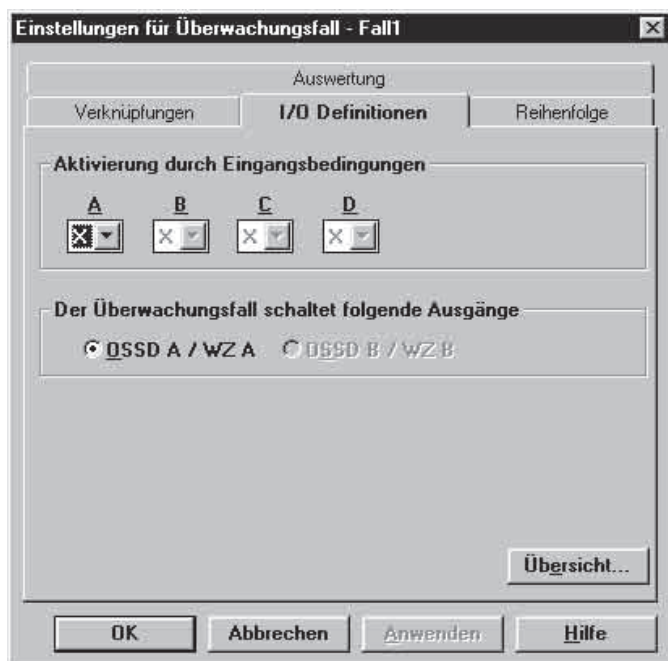 Einstellungen für Überwachungsfall - Fall1
Auswertung
Verknüpfungen I/O Definitionen Reihenfolge
Aktivierung durch Eingangsbedingungen
A B C D
X X X X
Der Überwachungsfall schaltet folgende Ausgänge
OSSD A / WZ A OSSD B / WZ B
Übersicht...
OK Abbrechen Anwenden Hilfe